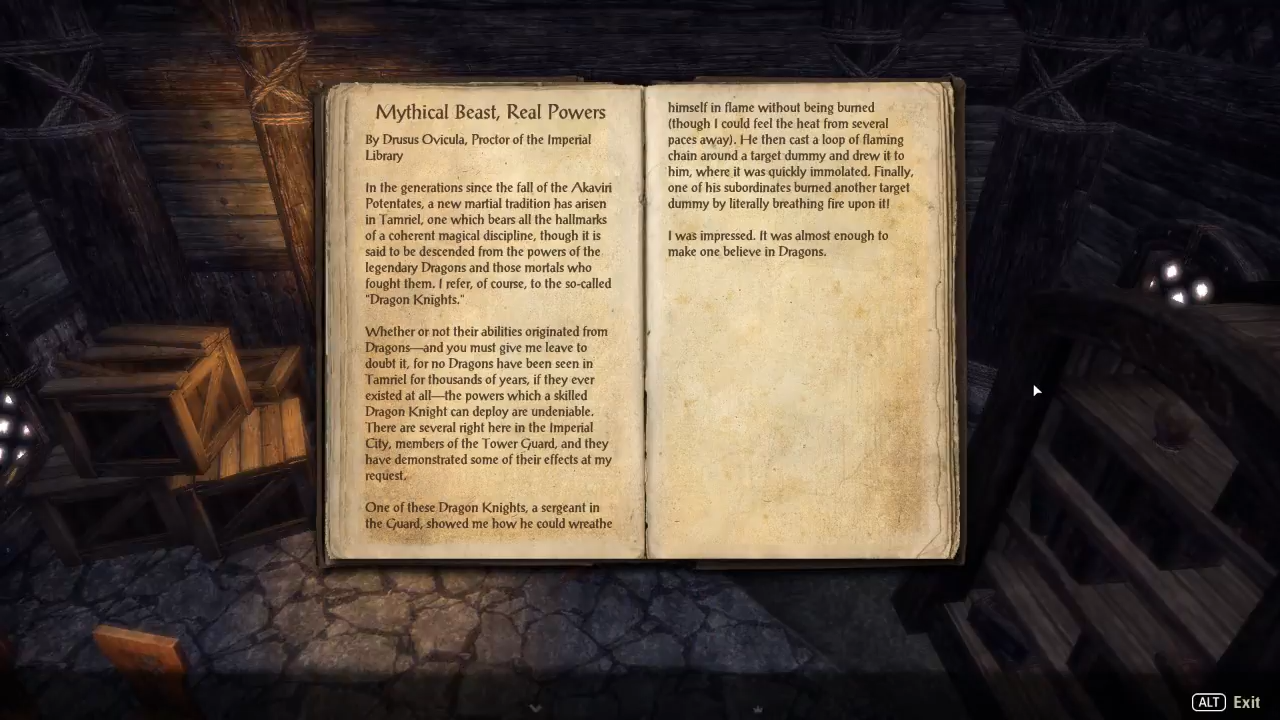 Mythical Beast, Real Powers
By Drusus Ovicula, Proctor of the Imperial
Library
In the generations since the fall of the Akaviri
Potentates, a new martial tradition has arisen
in Tamriel, one which bears all the hallmarks
of a coherent magical discipline, though it is
said to be descended from the powers of the
legendary Dragons and those mortals who
fought them. I refer, of course, to the so-called
"Dragon Knights."
Whether or not their abilities originated from
Dragons—and you must give me leave to
doubt it, for no Dragons have been seen in
Tamriel for thousands of years, if they ever
existed at all—the powers which a skilled
Dragon Knight can deploy are undeniable.
There are several right here in the Imperial
City, members of the Tower Guard, and they
have demonstrated some of their effects at my
request.
One of these Dragon Knights, a sergeant in
the Guard, showed me how he could wreathe
himself in flame without being burned
(though I could feel the heat from several
paces away). He then cast a loop of flaming
chain around a target dummy and drew it to
him, where it was quickly immolated. Finally,
one of his subordinates burned another target
dummy by literally breathing fire upon it!
I was impressed. It was almost enough to
make one believe in Dragons.
ALT Exit